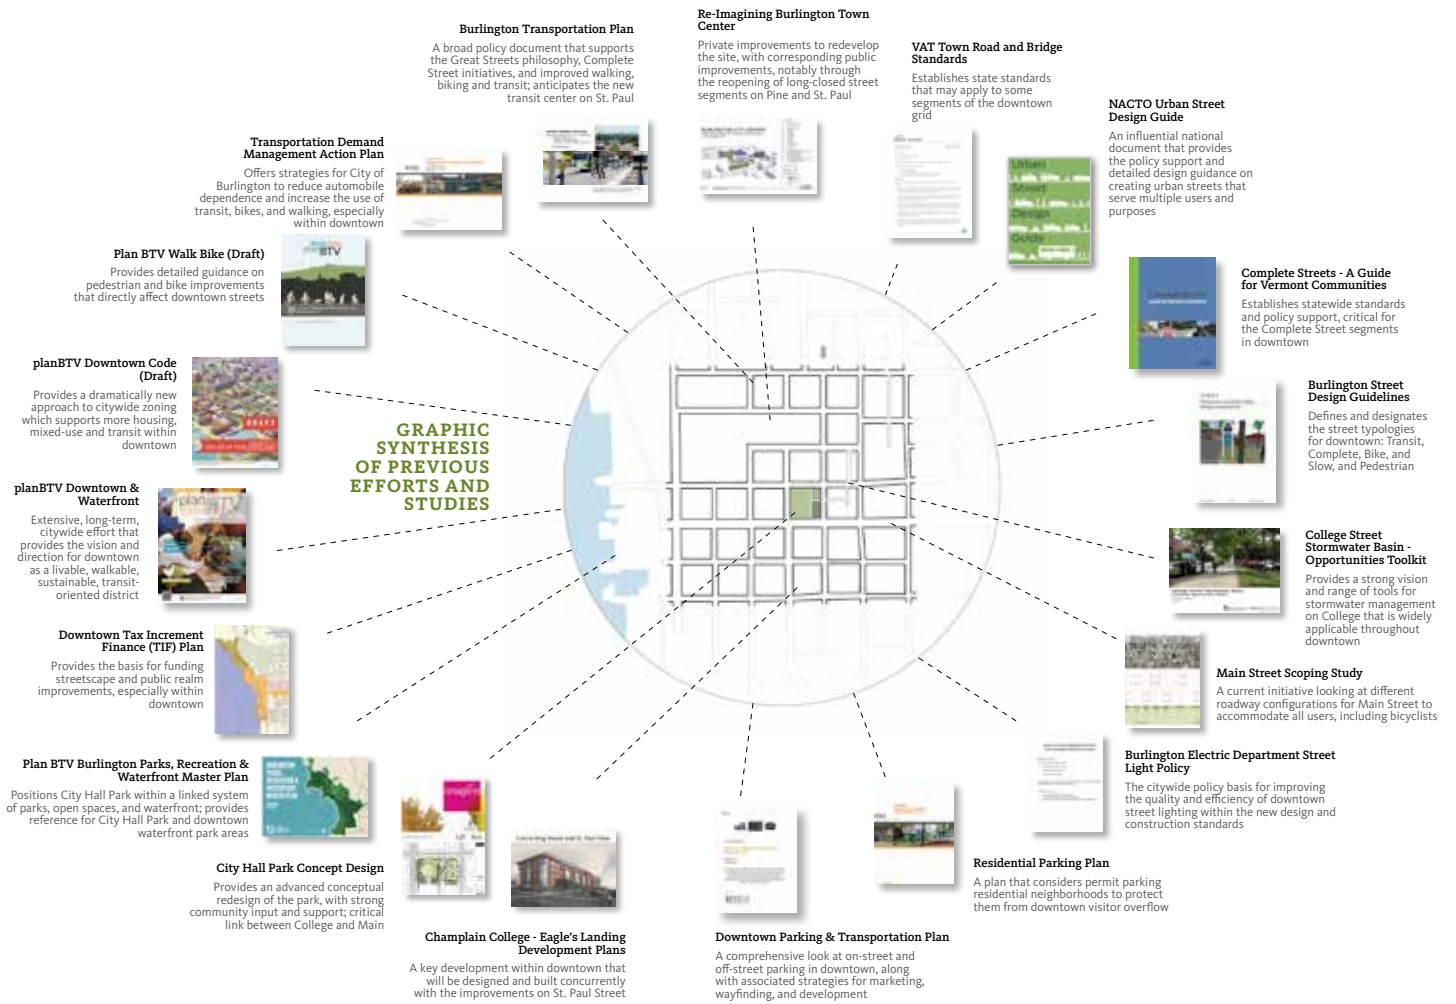 Burlington Transportation Plan
A broad policy document that supports
the Great Streets philosophy, Complete
Street initiatives, and improved walking,
biking and transit; anticipates the new
transit center on St. Paul
Re-Imagining Burlington Town
Center
Private improvements to redevelop
the site, with corresponding public
improvements, notably through
the reopening of long-closed street
segments on Pine and St. Paul
VAT Town Road and Bridge
Standards
Establishes state standards
that may apply to some
segments of the downtown
grid
NACTO Urban Street
Design Guide
An influential national
document that provides
the policy support and
detailed design guidance on
creating urban streets that
serve multiple users and
purposes
Urban
Street
Design
Guide
Transportation Demand
Management Action Plan
Offers strategies for City of
Burlington to reduce automobile
dependence and increase the use of
transit, bikes, and walking, especially
within downtown
Plan BTV Walk Bike (Draft)
Provides detailed guidance on
pedestrian and bike improvements
that directly affect downtown streets
BTV
Complete Streets - A Guide
for Vermont Communities
Establishes statewide standards
and policy support, critical for
the Complete Street segments
in downtown
planBTV Downtown Code
(Draft)
Provides a dramatically new
approach to citywide zoning
which supports more housing,
mixed-use and transit within
downtown
DRAFT
Burlington Street
Design Guidelines
Defines and designates
the street typologies
for downtown: Transit,
Complete, Bike, and
Slow, and Pedestrian
GRAPHIC
SYNTHESIS
OF PREVIOUS
EFFORTS AND
STUDIES
planBTV Downtown &
Waterfront
Extensive, long-term,
citywide effort that
provides the vision and
direction for downtown
as a livable, walkable,
sustainable, transit-
oriented district
planBTV
College Street
Stormwater Basin -
Opportunities Toolkit
Provides a strong vision
and range of tools for
stormwater management
on College that is widely
applicable throughout
downtown
Downtown Tax Increment
Finance (TIF) Plan
Provides the basis for funding
streetscape and public realm
improvements, especially within
downtown
Main Street Scoping Study
A current initiative looking at different
roadway configurations for Main Street to
accommodate all users, including bicyclists
Plan BTV Burlington Parks, Recreation &
Waterfront Master Plan
Positions City Hall Park within a linked system
of parks, open spaces, and waterfront; provides
reference for City Hall Park and downtown
waterfront park areas
Burlington Electric Department Street
Light Policy
The citywide policy basis for improving
the quality and efficiency of downtown
street lighting within the new design and
construction standards
City Hall Park Concept Design
Provides an advanced conceptual
redesign of the park, with strong
community input and support; critical
link between College and Main
imagine
Residential Parking Plan
A plan that considers permit parking
residential neighborhoods to protect
them from downtown visitor overflow
Champlain College - Eagle's Landing
Development Plans
A key development within downtown that
will be designed and built concurrently
with the improvements on St. Paul Street
Downtown Parking & Transportation Plan
A comprehensive look at on-street and
off-street parking in downtown, along
with associated strategies for marketing,
wayfinding, and development